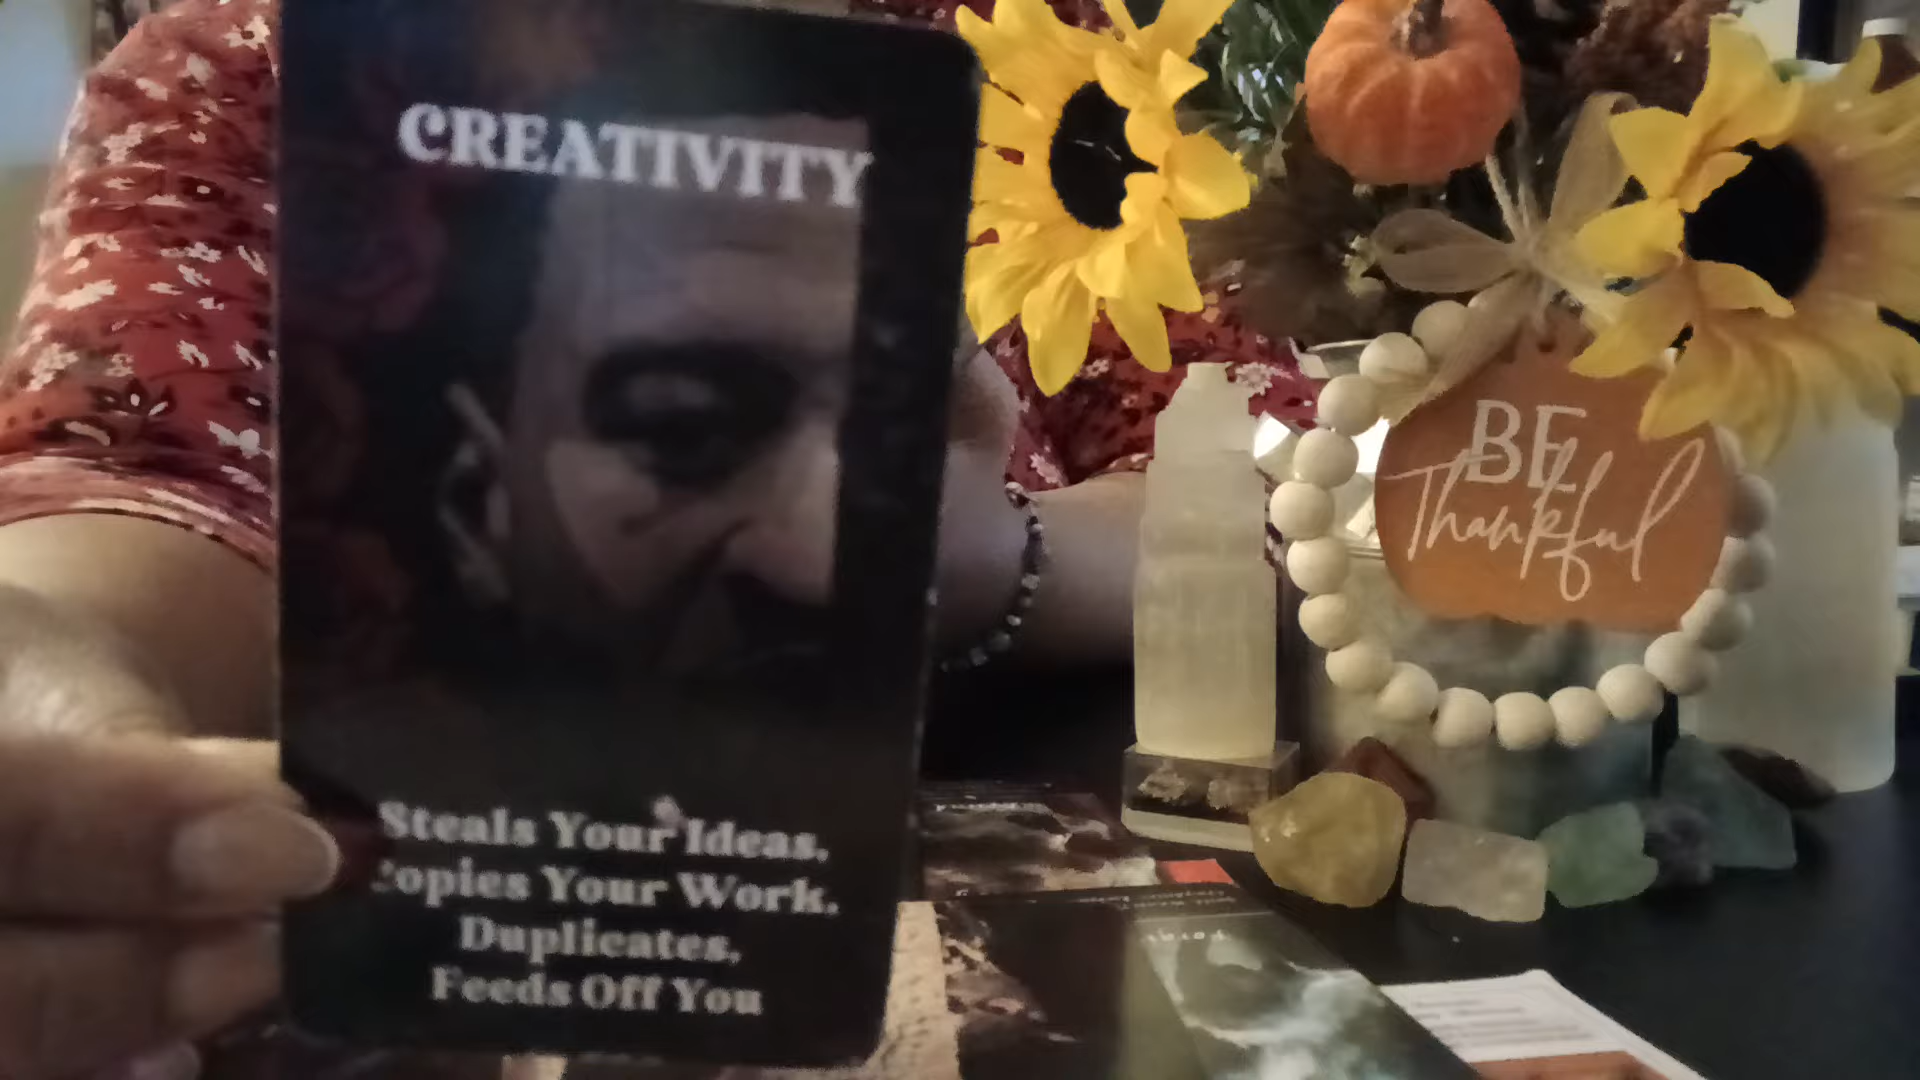 CREATIVITY
Steals Your Ideas,
Copies Your Work,
Duplicates,
Feeds Off You
BE
Thankful